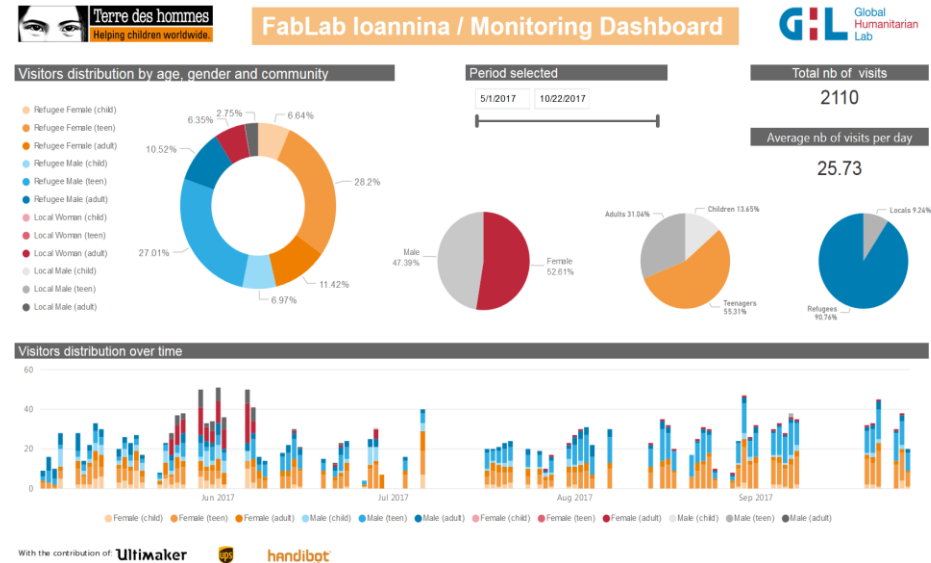 Terre des hommes
Helping children worldwide.
FabLab Ioannina / Monitoring Dashboard
GHL
Global
Humanitarian
Lab
Visitors distribution by age, gender and community
Period selected
Total nb of visits
5/1/2017 10/22/2017
2110
Average nb of visits per day
25.73
Refugee Female (child)
Refugee Female (teen)
Refugee Female (adult)
Refugee Male (child)
Refugee Male (teen)
Refugee Male (adult)
Local Woman (child)
Local Woman (teen)
Local Woman (adult)
Local Male (child)
Local Male (teen)
Local Male (adult)
2.75%
6.64%
6.35%
10.52%
28.2%
27.01%
11.42%
6.97%
Male
47.39%
Female
52.61%
Adults 31.04%
Children 13.65%
Teenagers
55.31%
Locals 9.24%
Refugees
90.76%
Visitors distribution over time
60
40
20
0
Jun 2017 Jul 2017 Aug 2017 Sep 2017
Female (child) Female (teen) Female (adult) Male (child) Male (teen) Male (adult) Female (child) Female (teen) Female (adult) Male (child) Male (teen) Male (adult)
With the contribution of: Ultimaker ups handibot